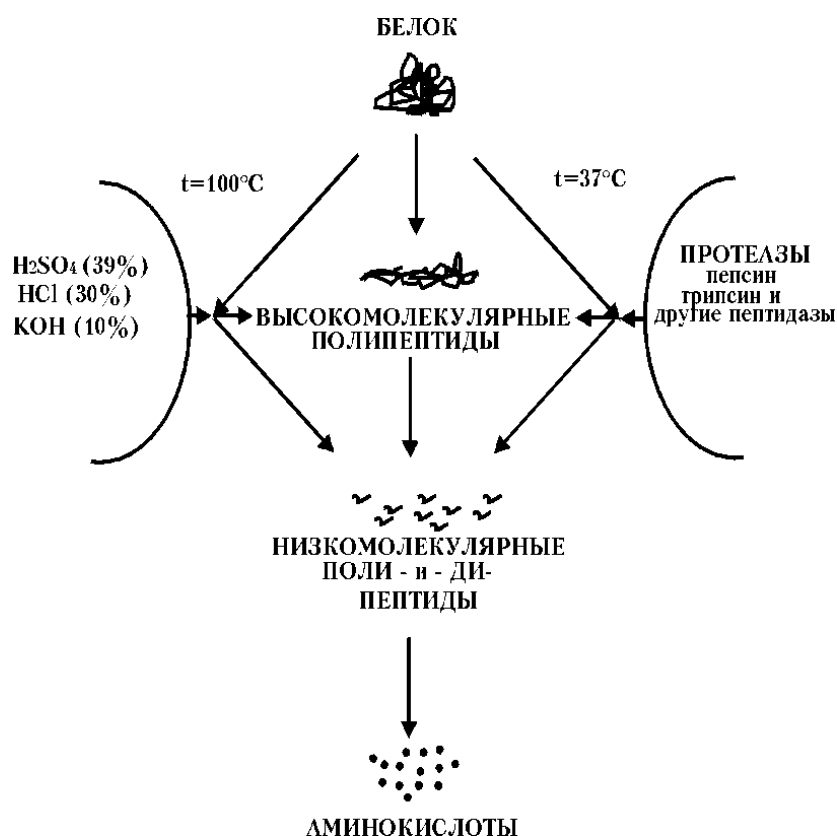 БЕЛОК
t=100°C
t=37°C
H₂SO₄ (39%)
HCl (30%)
KOH (10%)
ПРОТЕАЗЫ
пепсин
трипсин и
другие пептидазы
ВЫСОКОМОЛЕКУЛЯРНЫЕ
ПОЛИПЕПТИДЫ
НИЗКОМОЛЕКУЛЯРНЫЕ
ПОЛИ - и - ДИ-
ПЕПТИДЫ
АМИНОКИСЛОТЫ